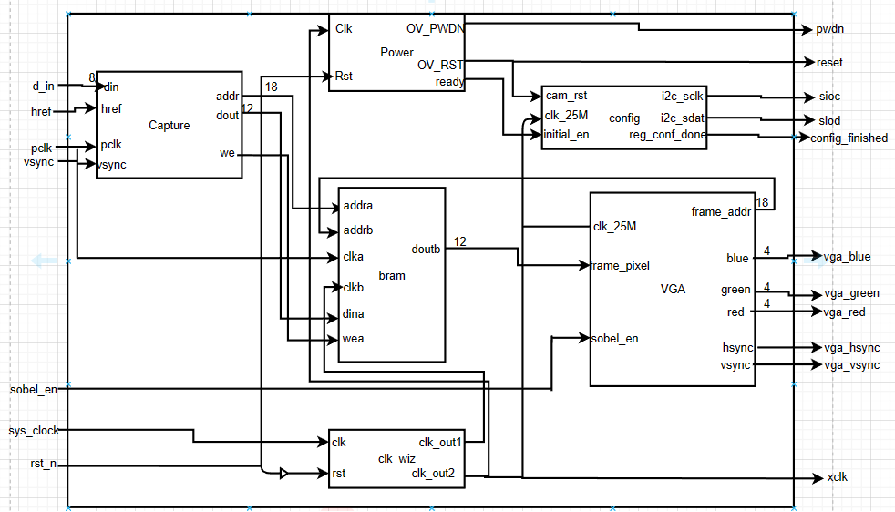 Clk
OV_PWDN
pwdn
Power
OV_RST
reset
Rst
ready
d_in
8
din
18
addr
cam_rst
i2c_sclk
sioc
href
href
12
dout
clk_25M
config
i2c_sdat
siod
Capture
initial_en
reg_conf_done
config_finished
pclk
pclk
we
vsync
vsync
addra
frame_addr
18
addrb
clk_25M
doutb
12
clka
blue
4
vga_blue
frame_pixel
bram
clkb
VGA
green
4
vga_green
dina
red
4
vga_red
wea
sobel_en
hsync
vga_hsync
vsync
vga_vsync
sobel_en
sys_clock
clk
clk_out1
clk_wiz
rst_n
rst
clk_out2
xclk